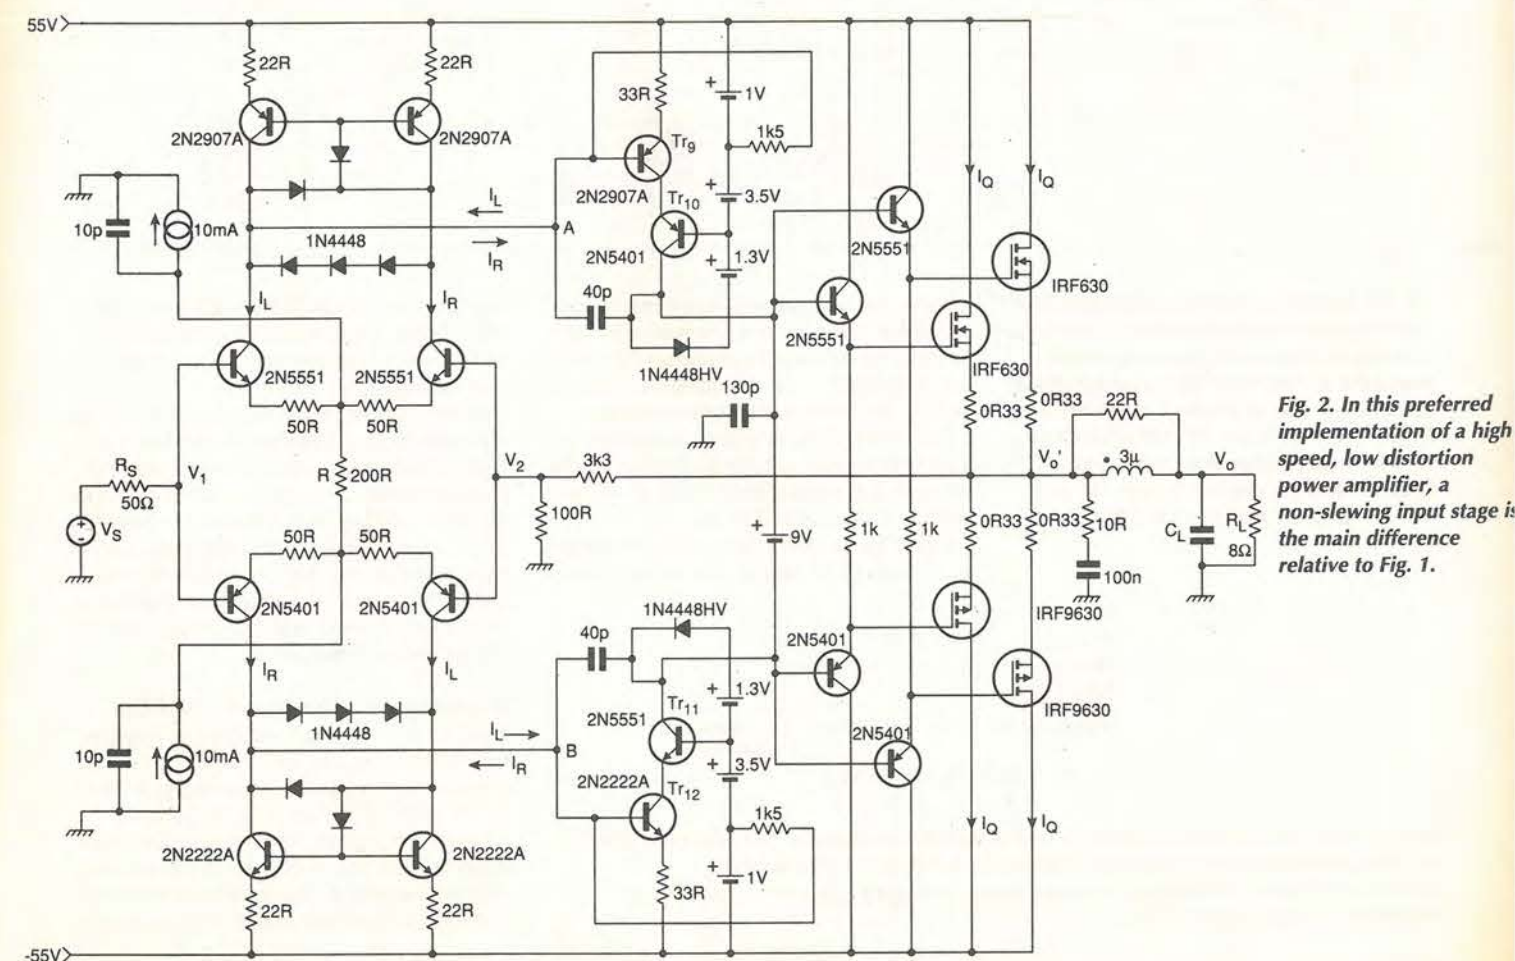 55V
22R
22R
2N2907A
2N2907A
33R
1V
1k5
Tr9
2N2907A
Tr10
3.5V
2N5401
1.3V
IL
A
IR
10p
10mA
1N4448
40p
IL
IR
1N4448HV
2N5551
2N5551
IQ
IQ
IRF630
IRF630
2N5551
2N5551
50R
50R
130p
0R33
0R33
22R
Fig. 2. In this preferred
implementation of a high
speed, low distortion
power amplifier, a
non-slewing input stage is
the main difference
relative to Fig. 1.
RS
50Ω
V1
VS
R
200R
V2
3k3
100R
Vo'
3μ
Vo
9V
1k
1k
0R33
0R33
10R
100n
CL
RL
8Ω
50R
50R
2N5401
2N5401
1N4448HV
40p
2N5401
IRF9630
IRF9630
IR
IL
1N4448
IL
B
IR
1.3V
Tr11
2N5551
3.5V
2N5401
10p
10mA
2N2222A
Tr12
1k5
IQ
IQ
2N2222A
2N2222A
33R
1V
22R
22R
-55V